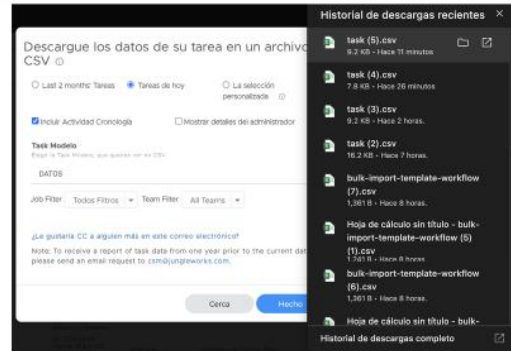 Descargue los datos de su tarea en un archivo
CSV
Last 2 months: Tareas
Tareas de hoy
La selección
personalizada
Incluir Actividad Cronología
Mostrar detalles del administrador
Task Modelo
DATOS
Job Filter
Todos Filtros
Team Filter
All Teams
¿Le gustaría CC a alguien más en este correo electrónico?
Note: To receive a report of task data from one year prior to the current dat
please send an email request to csm@jungleworks.com.
Cerca
Hecho
Historial de descargas recientes
task (5).csv
9.2 KB • Hace 11 minutos
task (4).csv
7.8 KB • Hace 26 minutos
task (3).csv
9.2 KB • Hace 2 horas.
task (2).csv
16.2 KB • Hace 7 horas.
bulk-import-template-workflow
(7).csv
1,361 B • Hace 8 horas.
Hoja de cálculo sin título - bulk-
import-template-workflow (5)
(1).csv
1.241 B • Hace 8 horas.
bulk-import-template-workflow
(6).csv
1,361 B • Hace 8 horas.
Hoja de cálculo sin título - bulk-
Historial de descargas completo